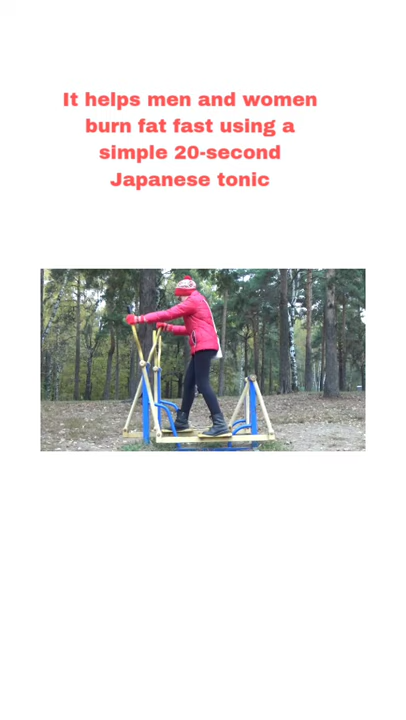 It helps men and women
burn fat fast using a
simple 20-second
Japanese tonic